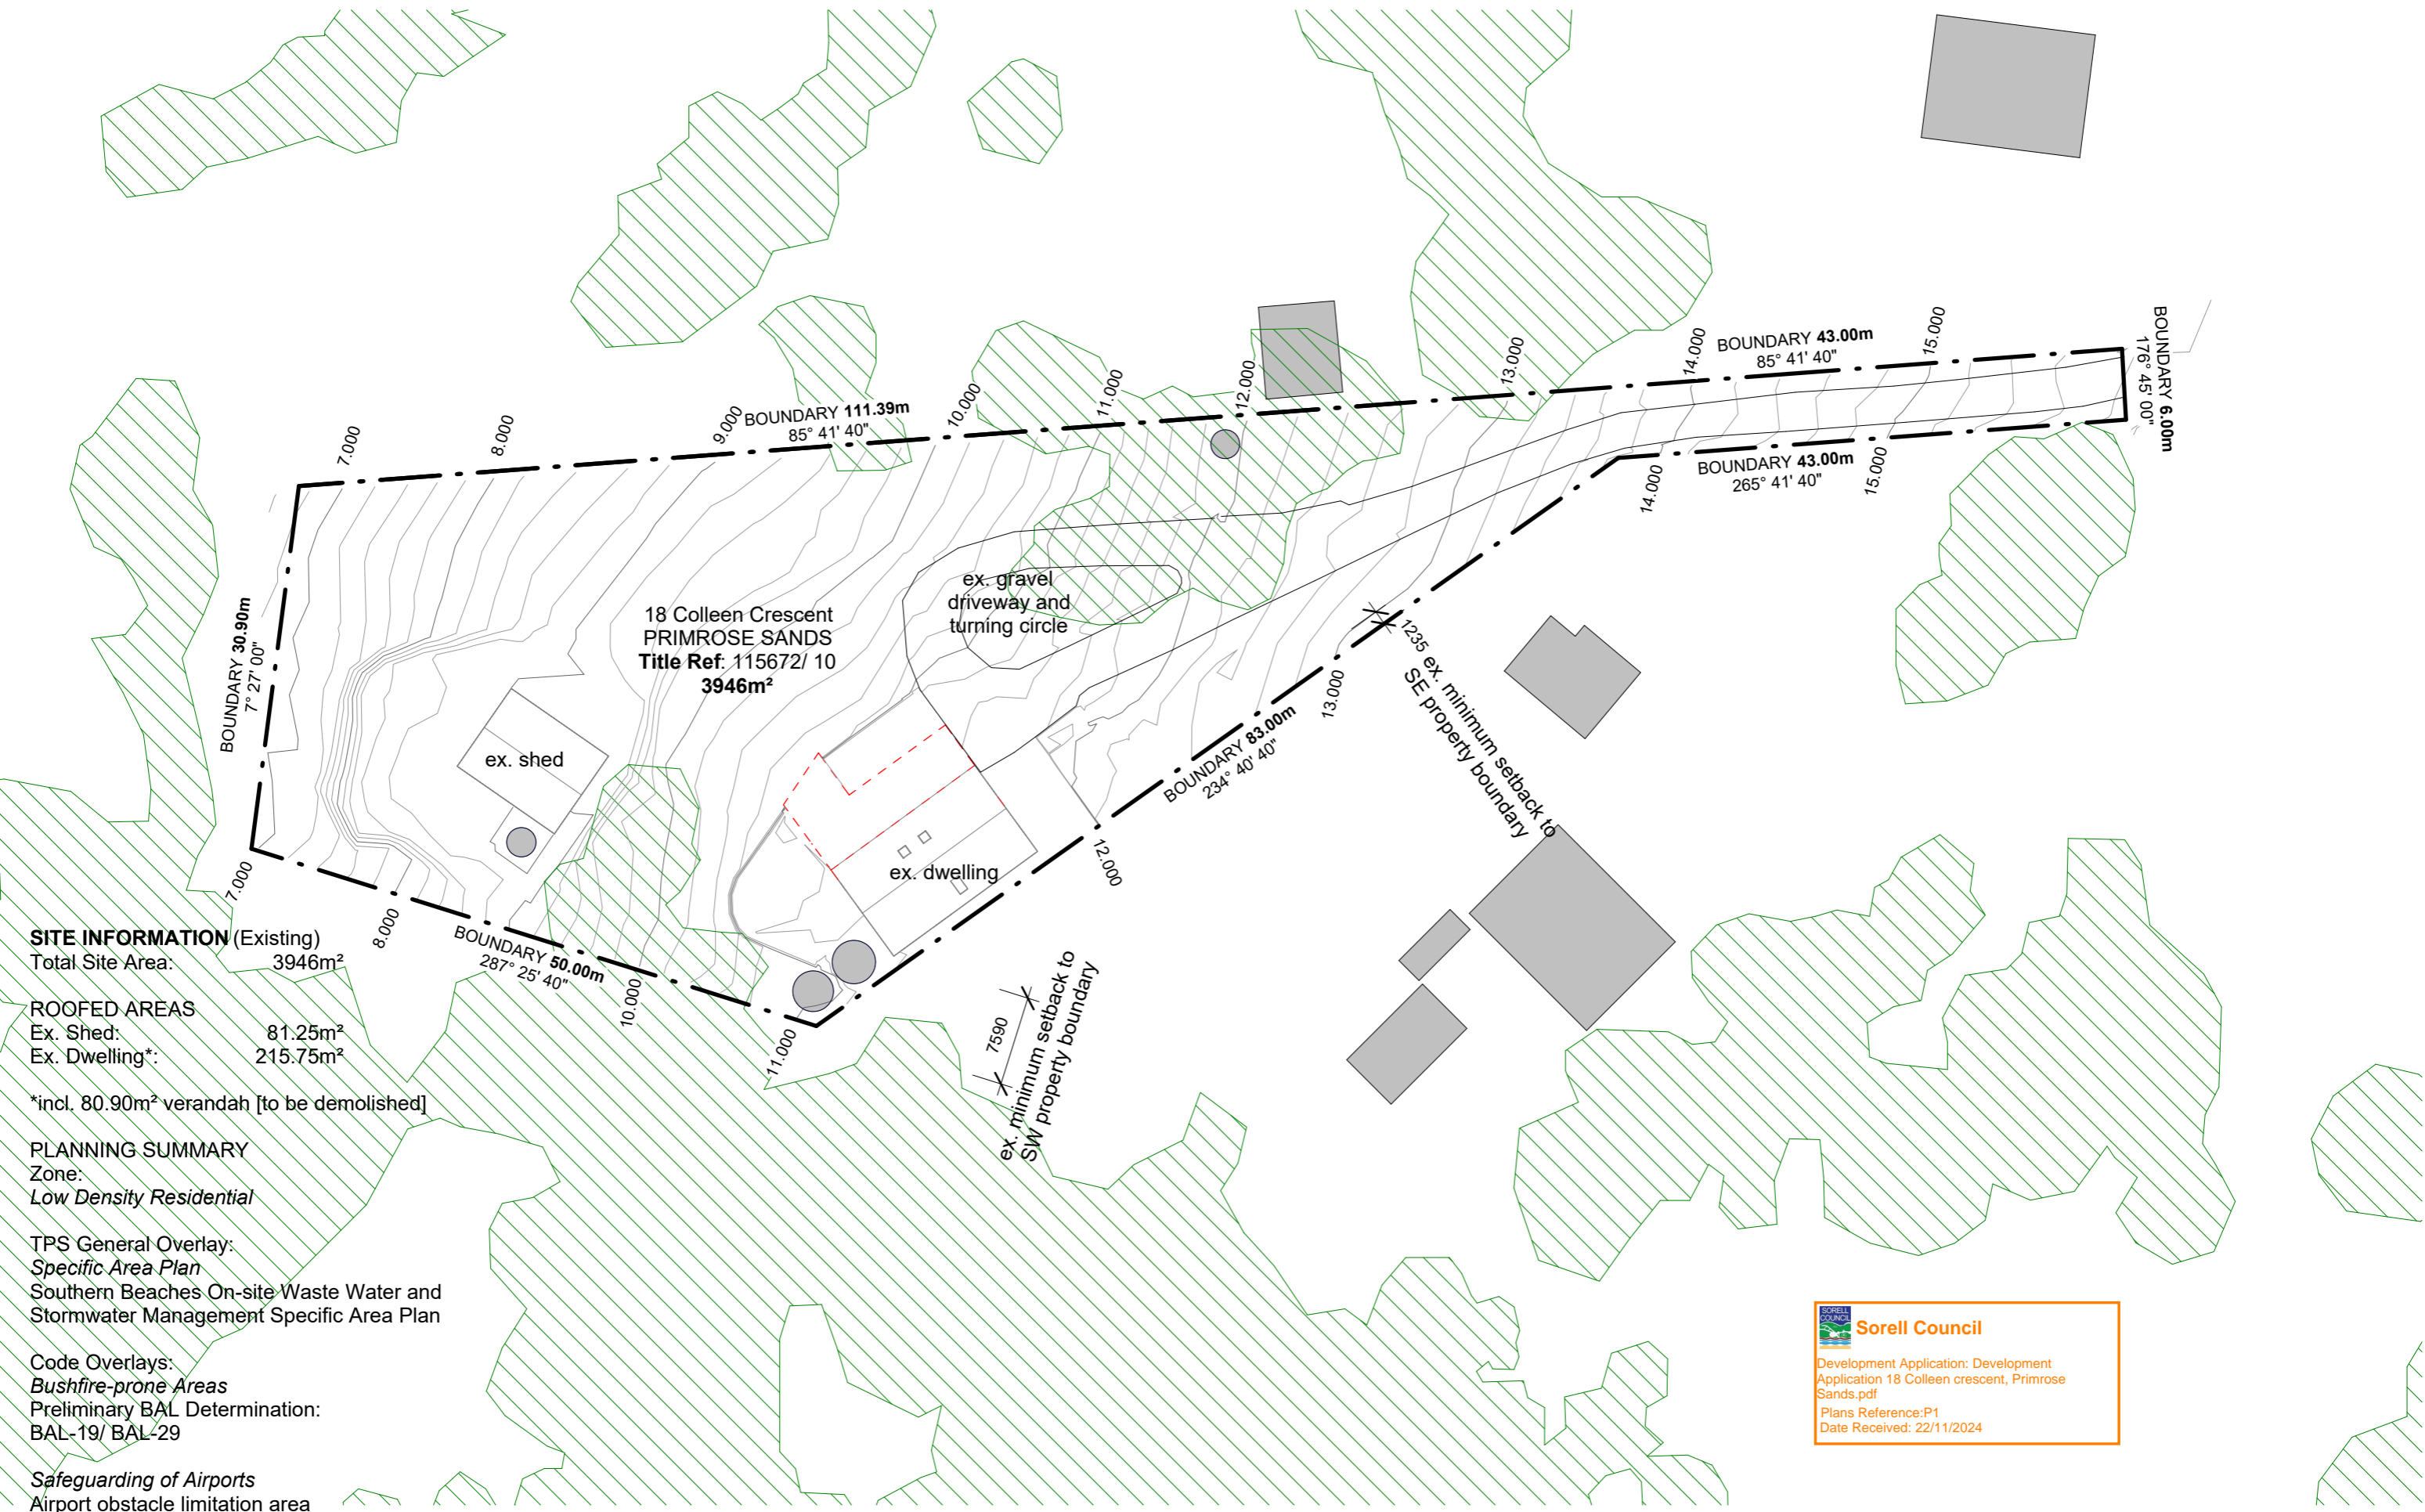 BOUNDARY 43.00m
85° 41' 40"
BOUNDARY 6.00m
176° 45' 00"
15.000
14.000
13.000
12.000
11.000
10.000
9.000
8.000
7.000
BOUNDARY 111.39m
85° 41' 40"
BOUNDARY 43.00m
265° 41' 40"
15.000
14.000
ex. gravel
driveway and
turning circle
18 Colleen Crescent
PRIMROSE SANDS
Title Ref: 115672/ 10
3946m²
BOUNDARY 30.90m
7° 27' 00"
1235 ex. minimum setback to
SE property boundary
13.000
BOUNDARY 83.00m
234° 40' 40"
ex. shed
ex. dwelling
12.000
7.000
8.000
BOUNDARY 50.00m
287° 25' 40"
10.000
11.000
7590
ex. minimum setback to
SW property boundary
SITE INFORMATION (Existing)
Total Site Area: 3946m²
ROOFED AREAS
Ex. Shed: 81.25m²
Ex. Dwelling*: 215.75m²
*incl. 80.90m² verandah [to be demolished]
PLANNING SUMMARY
Zone:
Low Density Residential
TPS General Overlay:
Specific Area Plan
Southern Beaches On-site Waste Water and
Stormwater Management Specific Area Plan
Code Overlays:
Bushfire-prone Areas
Preliminary BAL Determination:
BAL-19/ BAL-29
Safeguarding of Airports
Airport obstacle limitation area
SORELL
COUNCIL
Sorell Council
Development Application: Development
Application 18 Colleen crescent, Primrose
Sands.pdf
Plans Reference:P1
Date Received: 22/11/2024